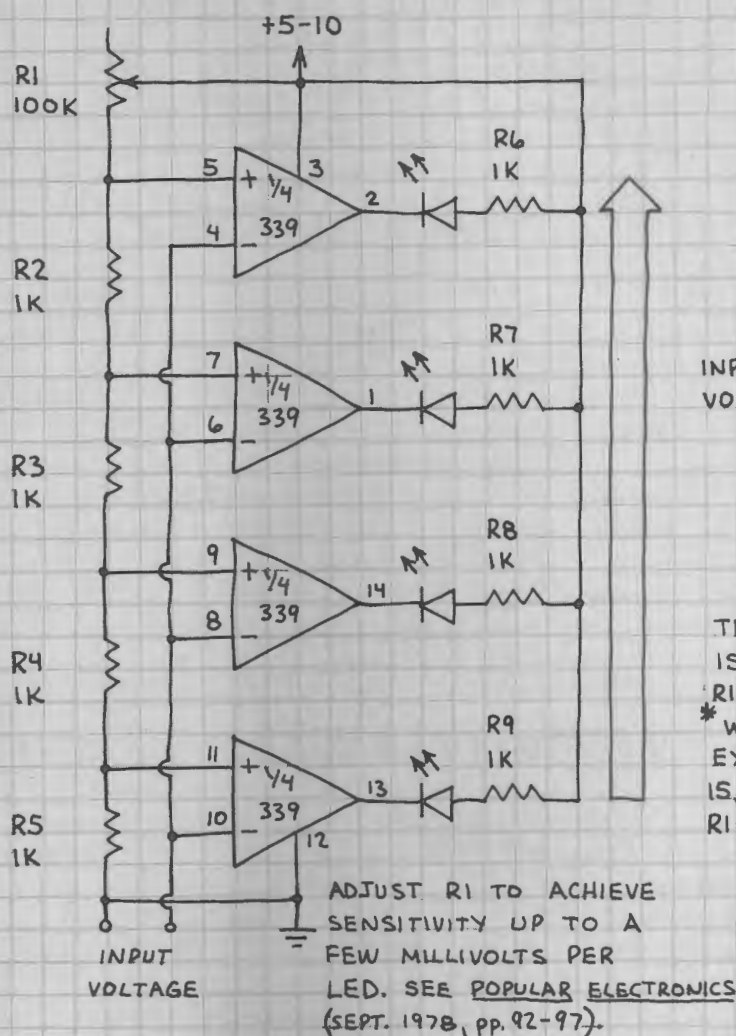 +5-10
R1
100K
5
+
1/4
3
339
2
4
-
R6
1K
R2
1K
7
+
1/4
339
1
6
-
R7
1K
INP
VO
R3
1K
9
+
1/4
339
14
8
-
R8
1K
R4
1K
11
+
1/4
339
13
10
-
12
R9
1K
R5
1K
TH
IS
R1
* W
EX
IS,
R1
INPUT
VOLTAGE
ADJUST R1 TO ACHIEVE
SENSITIVITY UP TO A
FEW MILLIVOLTS PER
LED. SEE POPULAR ELECTRONICS
(SEPT. 1978, PP. 92-97).